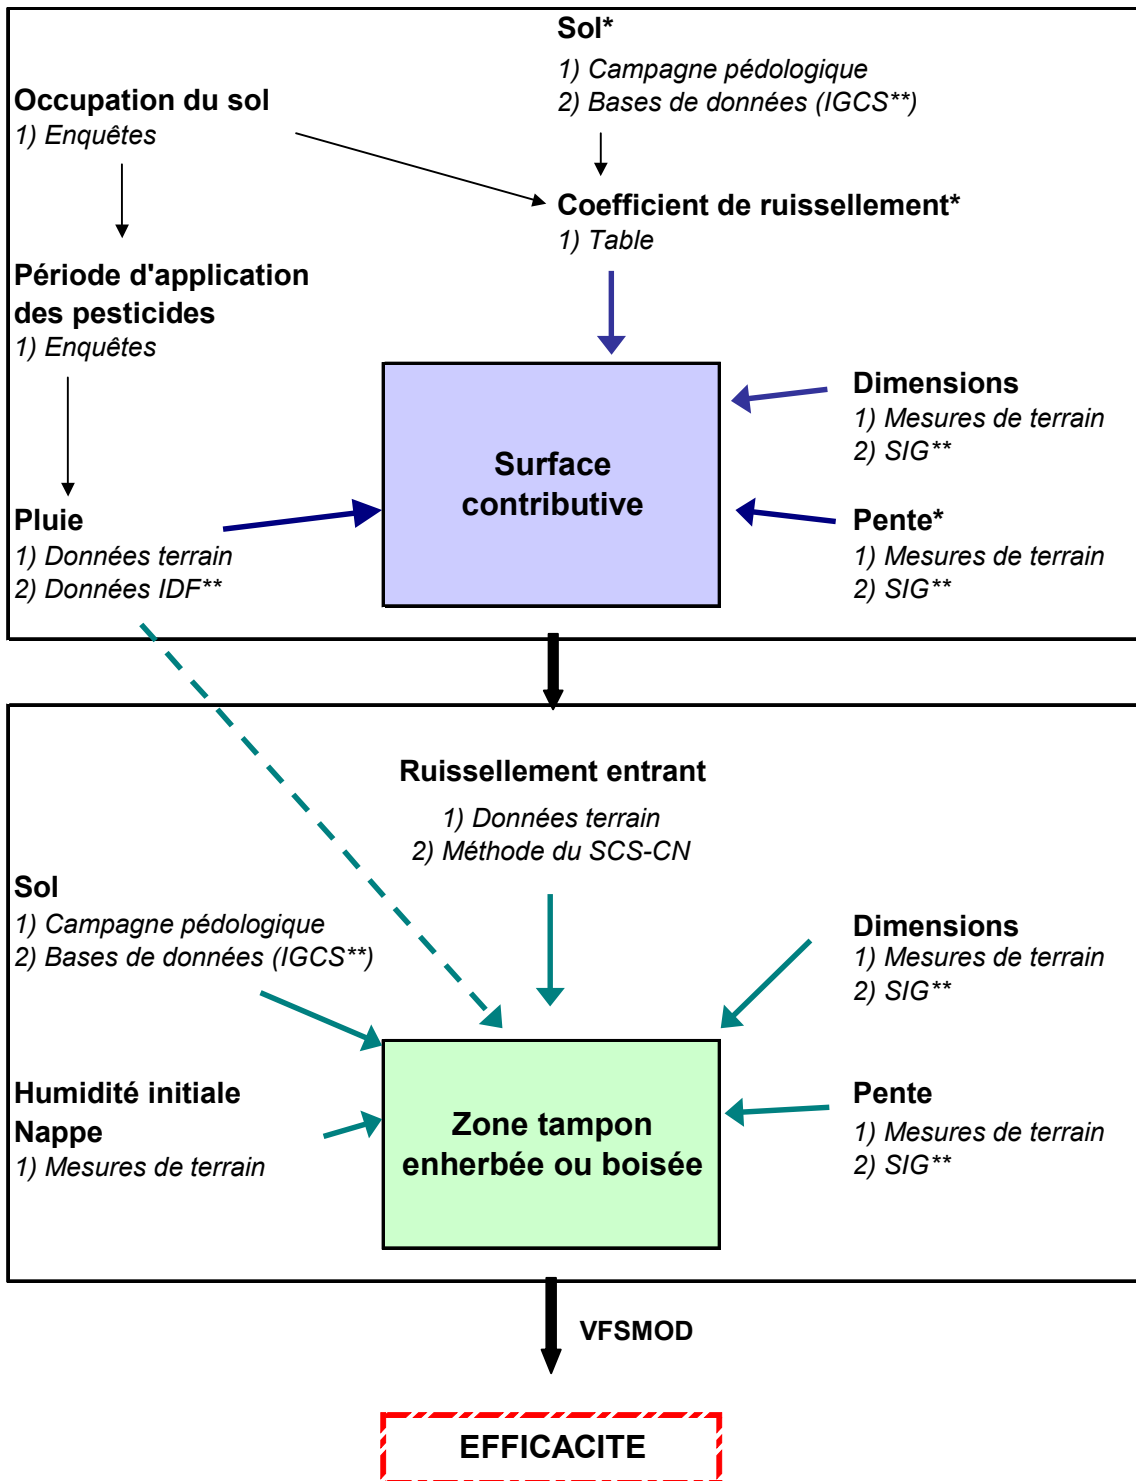 Sol*
1) Campagne pédologique
2) Bases de données (IGCS**)
Occupation du sol
1) Enquêtes
Coefficient de ruissellement*
1) Table
Période d'application
des pesticides
1) Enquêtes
Dimensions
1) Mesures de terrain
2) SIG**
Surface
contributive
Pluie
1) Données terrain
2) Données IDF**
Pente*
1) Mesures de terrain
2) SIG**
Ruissellement entrant
1) Données terrain
2) Méthode du SCS-CN
Sol
1) Campagne pédologique
2) Bases de données (IGCS**)
Dimensions
1) Mesures de terrain
2) SIG**
Humidité initiale
Nappe
1) Mesures de terrain
Zone tampon
enherbée ou boisée
Pente
1) Mesures de terrain
2) SIG**
VFSMOD
EFFICACITE